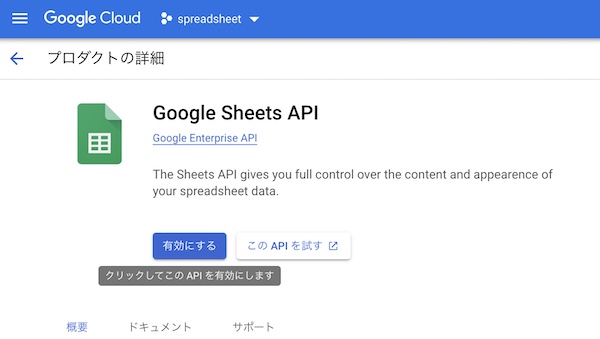 Google Cloud
spreadsheet
プロダクトの詳細
Google Sheets API
Google Enterprise API
The Sheets API gives you full control over the content and appearence of
your spreadsheet data.
有効にする
この API を試す
クリックしてこの API を有効にします
概要
ドキュメント
サポート